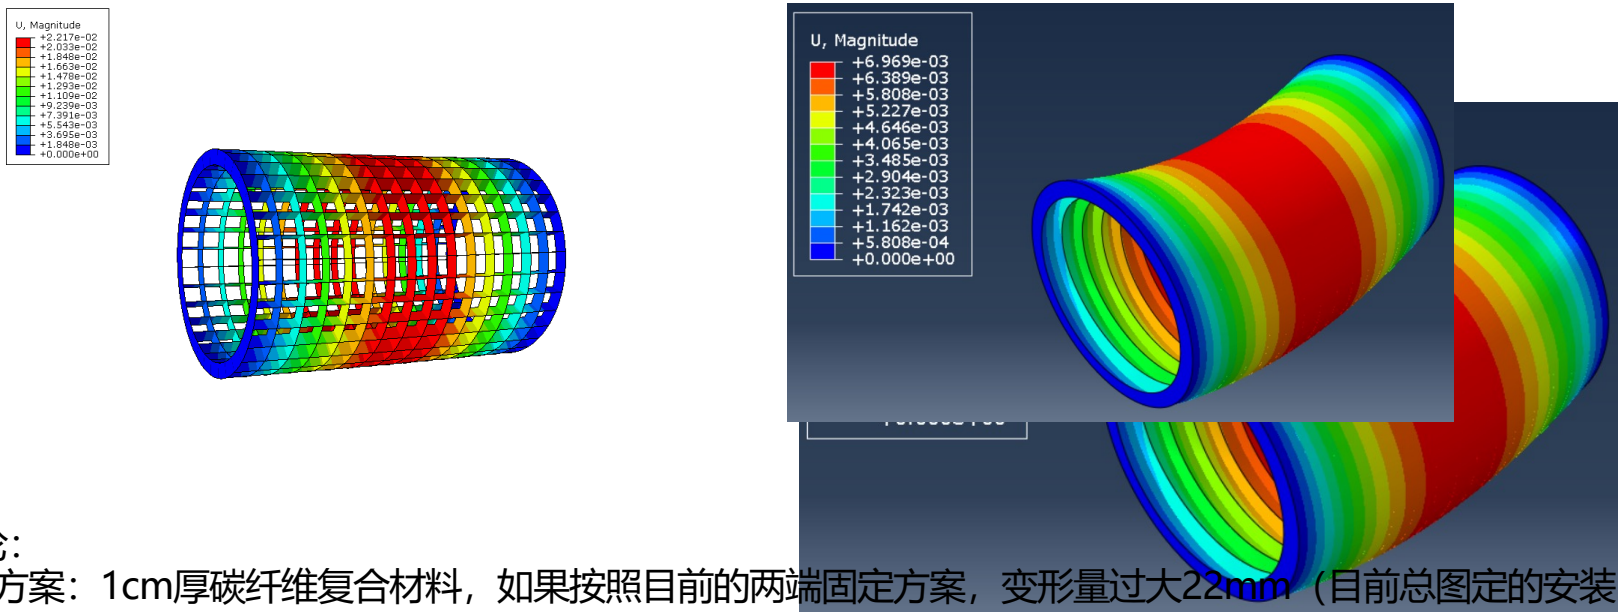 U, Magnitude
+2.217e-02
+2.033e-02
+1.848e-02
+1.663e-02
+1.478e-02
+1.293e-02
+1.109e-02
+9.239e-03
+7.391e-03
+5.543e-03
+3.695e-03
+1.848e-03
+0.000e+00
U, Magnitude
+6.969e-03
+6.389e-03
+5.808e-03
+5.227e-03
+4.646e-03
+4.065e-03
+3.485e-03
+2.904e-03
+2.323e-03
+1.742e-03
+1.162e-03
+5.808e-04
+0.000e+00
论：
方案：1cm厚碳纤维复合材料，如果按照目前的两端固定方案，变形量过大22mm（目前总图定的安装